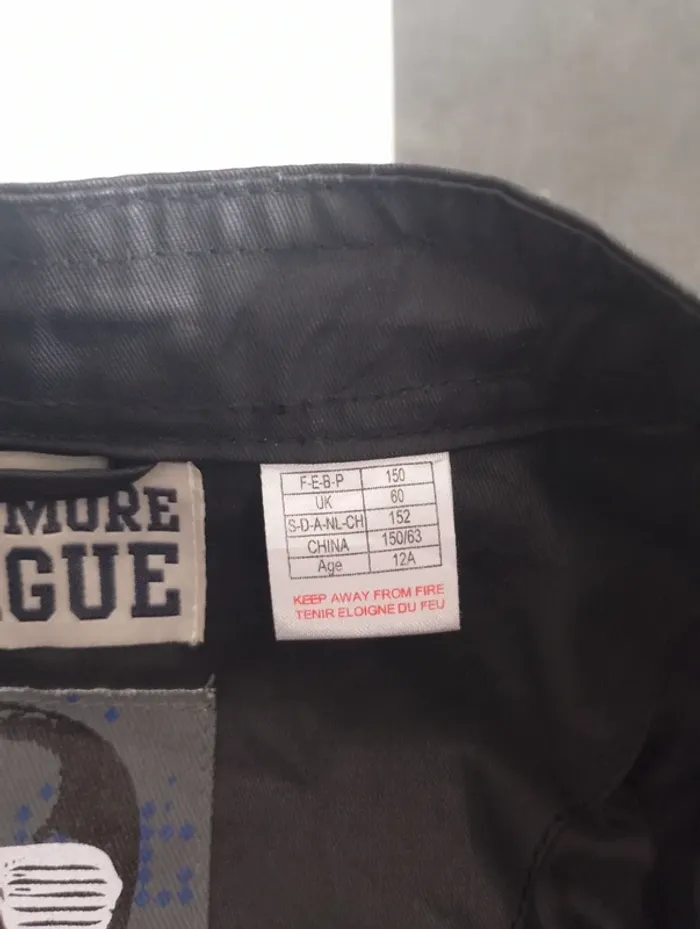 MORE
GUE
F-E-B-P 150
UK 60
S-D-A-NL-CH 152
CHINA 150/63
Age 12A
KEEP AWAY FROM FIRE
TENIR ELOIGNE DU FEU